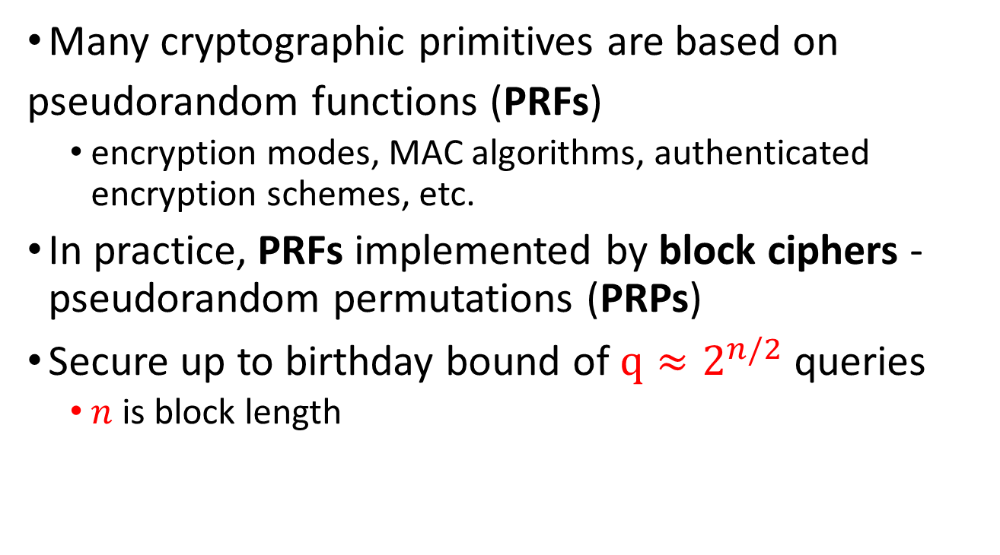 • Many cryptographic primitives are based on
pseudorandom functions (PRFs)
• encryption modes, MAC algorithms, authenticated
encryption schemes, etc.
• In practice, PRFs implemented by block ciphers -
pseudorandom permutations (PRPs)
• Secure up to birthday bound of q ≈ 2^{n/2} queries
• n is block length